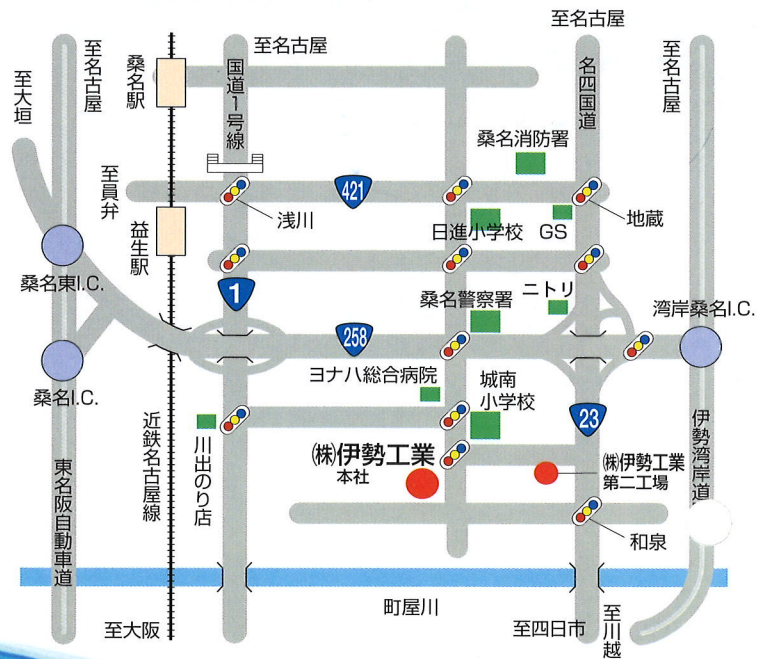 至名古屋
至名古屋
至名古屋
至名古屋
至大垣
桑名駅
国道1号線
名四国道
桑名消防署
至員弁
421
浅川
地蔵
益生駅
日進小学校
GS
桑名東I.C.
1
ニトリ
桑名警察署
湾岸桑名I.C.
258
ヨナハ総合病院
城南
小学校
桑名I.C.
23
近鉄名古屋線
川出のり店
伊勢湾岸道
㈱伊勢工業
本社
㈱伊勢工業
第二工場
東名阪自動車道
和泉
町屋川
至大阪
至四日市
至川越